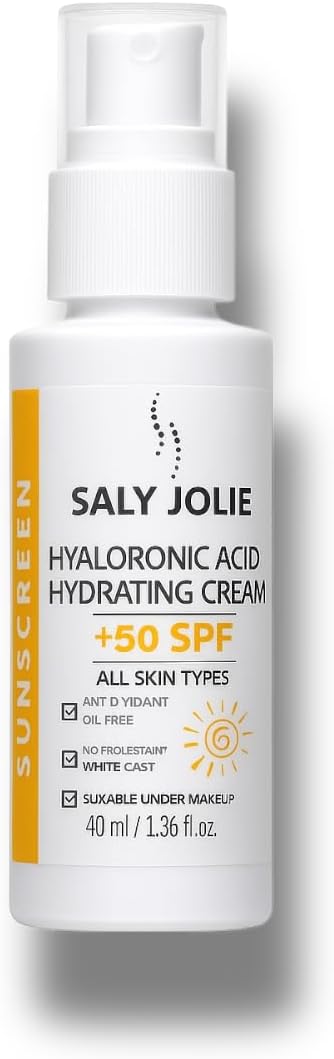 SUNSCREEN
SALY JOLIE
HYALORONIC ACID
HYDRATING CREAM
+50 SPF
ALL SKIN TYPES
ANT D YIDANT
OIL FREE
NO FROLESTAIN
WHITE CAST
SUXABLE UNDER MAKEUP
40 ml / 1.36 fl.oz.